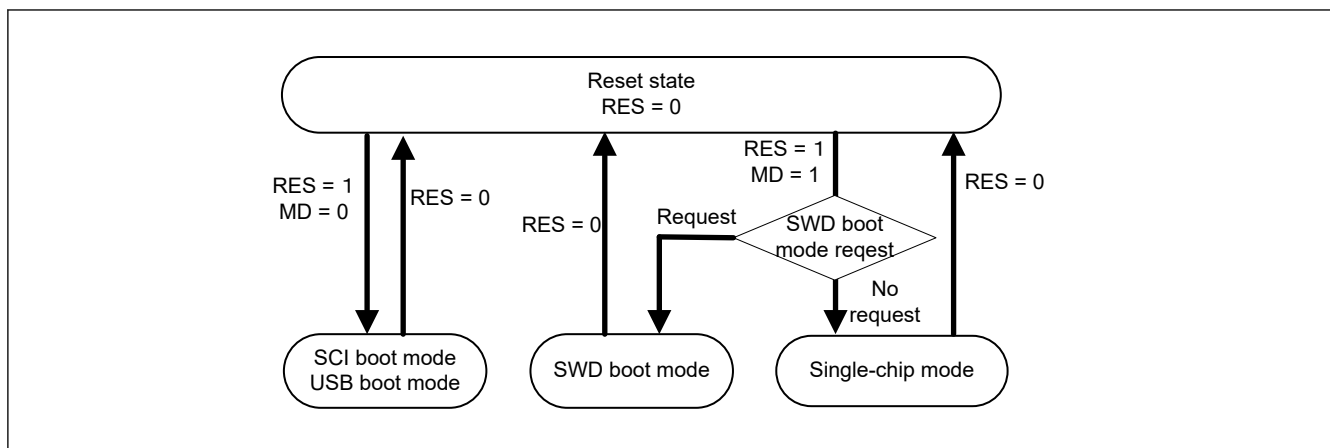 Reset state
RES = 0
RES = 1
MD = 0
RES = 0
RES = 0
RES = 1
MD = 1
RES = 0
Request
SWD boot
mode reqest
No
request
SCI boot mode
USB boot mode
SWD boot mode
Single-chip mode